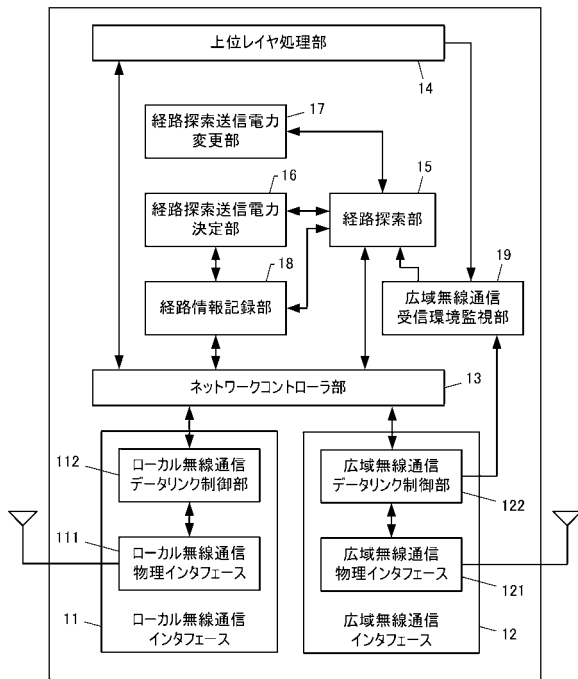 上位レイヤ処理部
14
17
経路探索送信電力
変更部
16
15
経路探索送信電力
決定部
経路探索部
18
19
経路情報記録部
広域無線通信
受信環境監視部
ネットワークコントローラ部
13
112
ローカル無線通信
データリンク制御部
広域無線通信
データリンク制御部
122
111
ローカル無線通信
物理インタフェース
広域無線通信
物理インタフェース
121
11
ローカル無線通信
インタフェース
広域無線通信
インタフェース
12